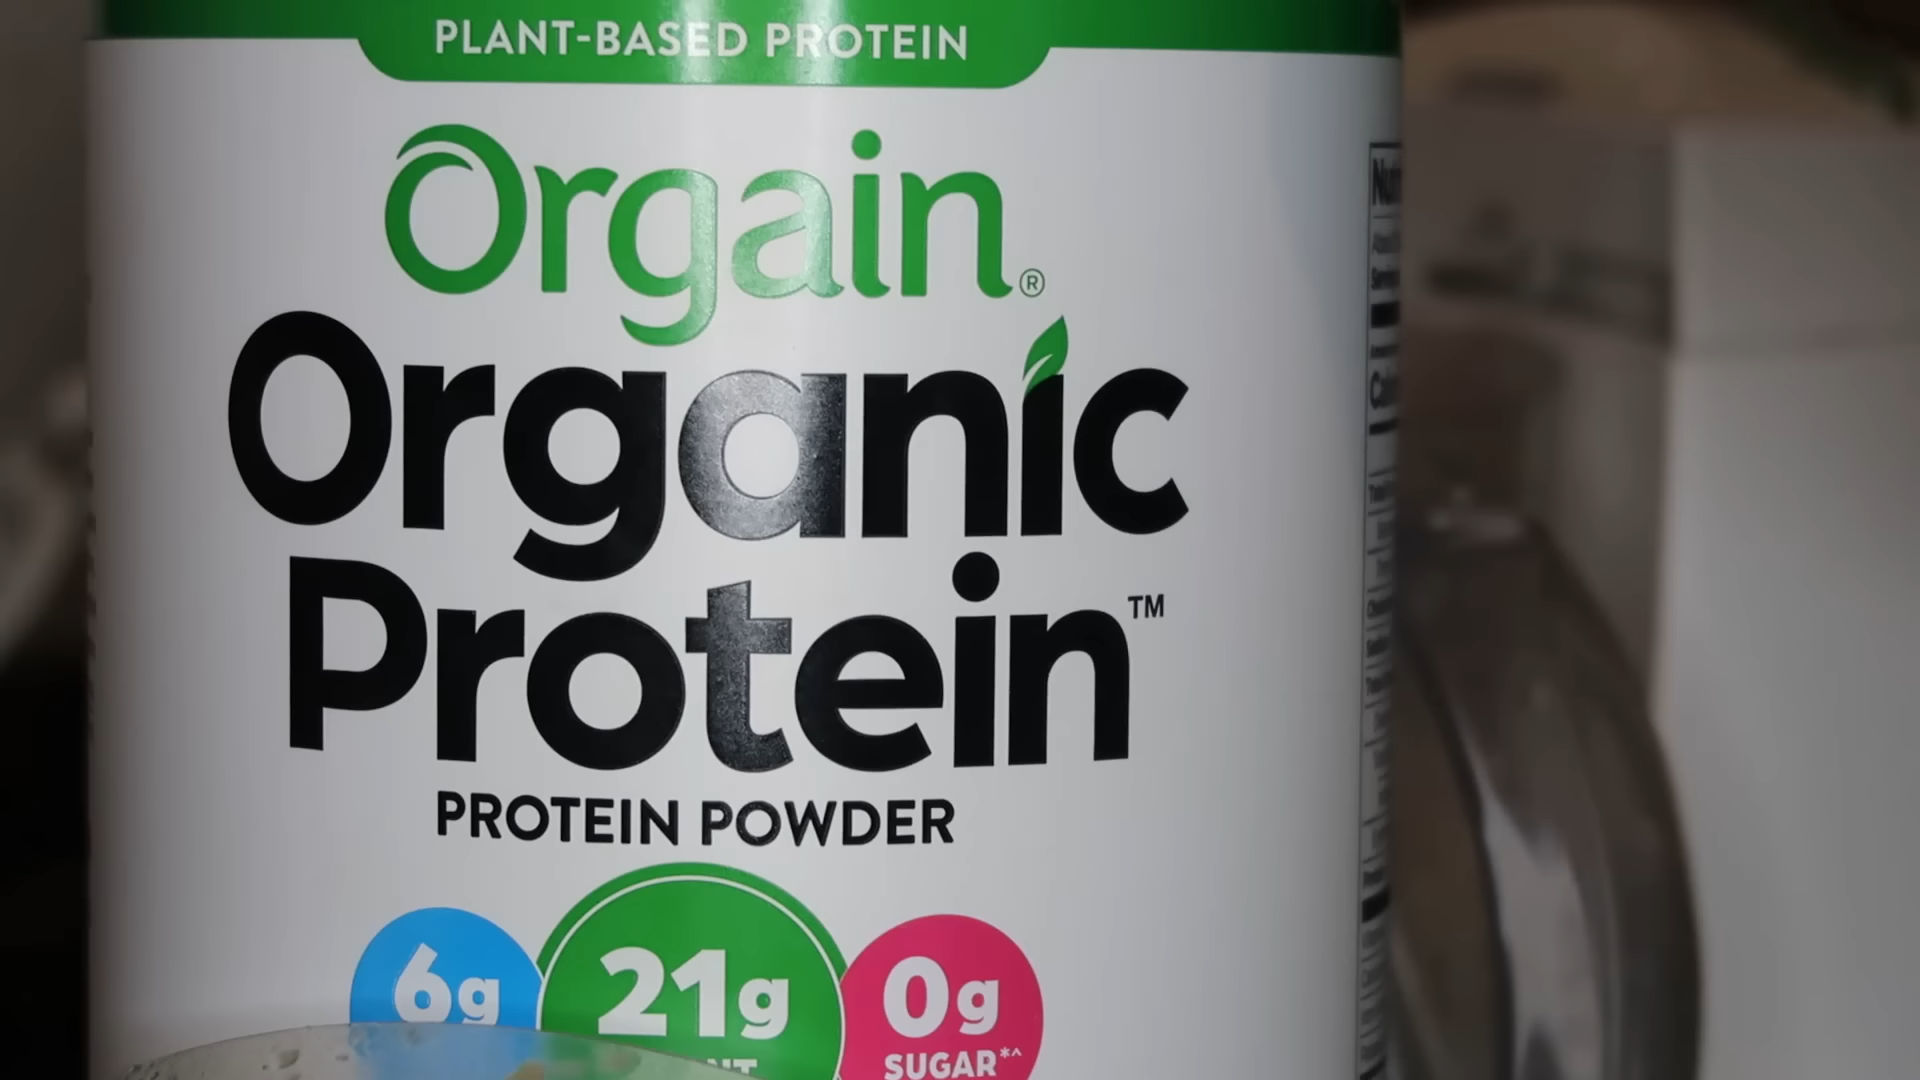 PLANT-BASED PROTEIN
Orgain®
Organic
Protein™
PROTEIN POWDER
6g
21g
0g
SUGAR*^